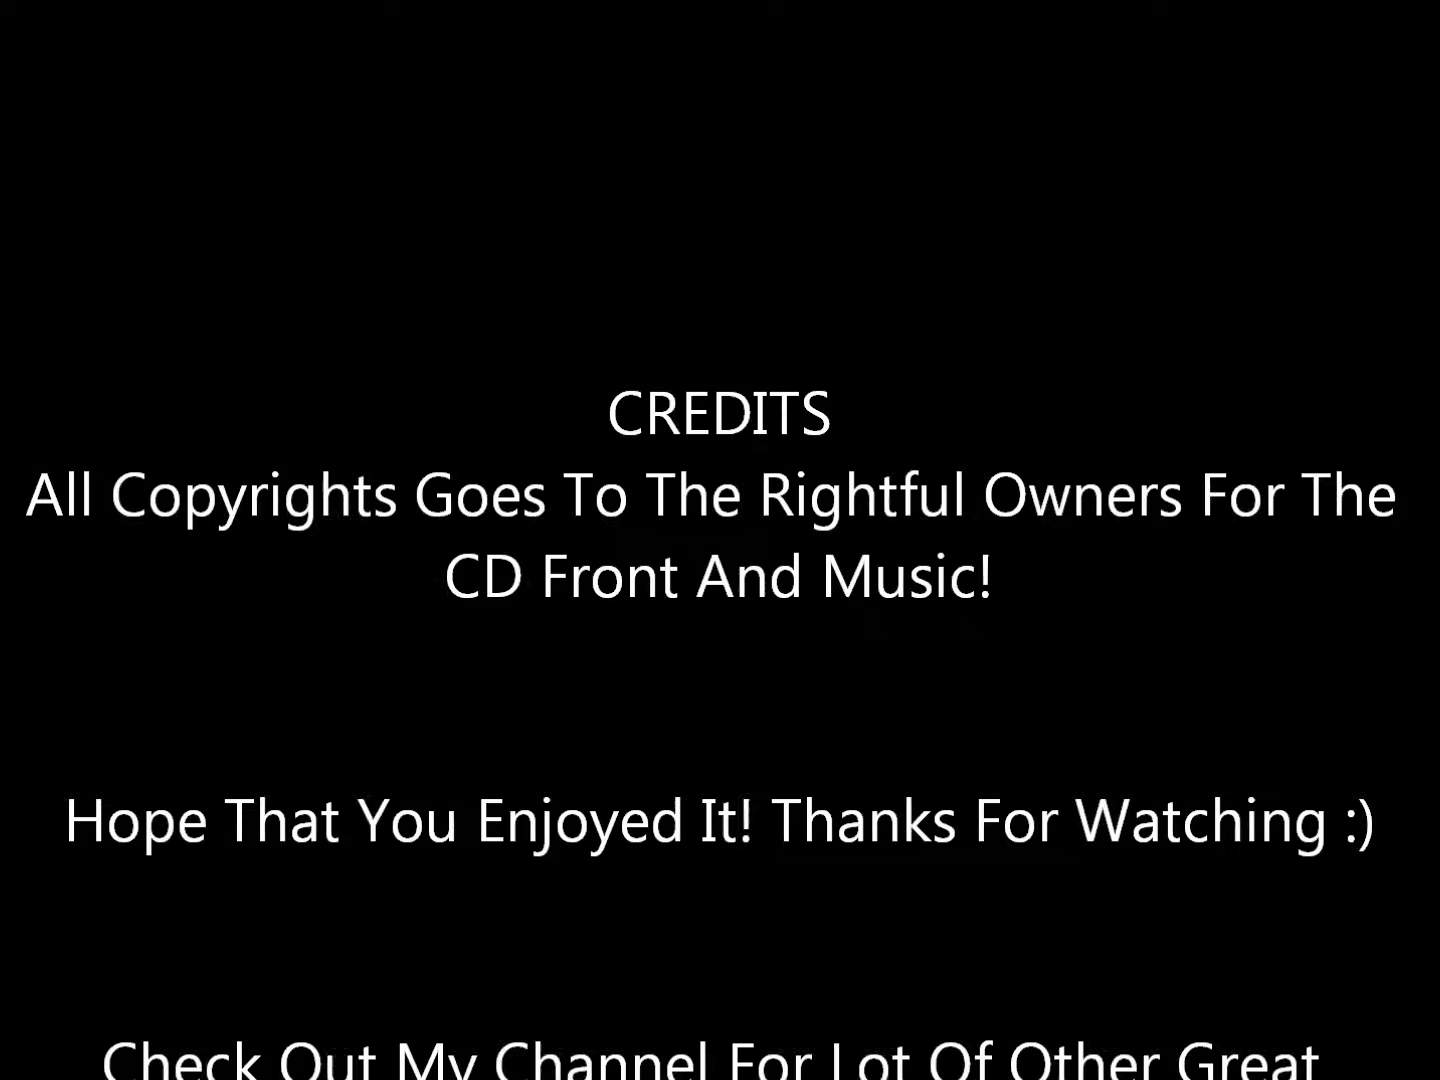 CREDITS
All Copyrights Goes To The Rightful Owners For The
CD Front And Music!
Hope That You Enjoyed It! Thanks For Watching :)
Check Out My Channel For Lot Of Other Great